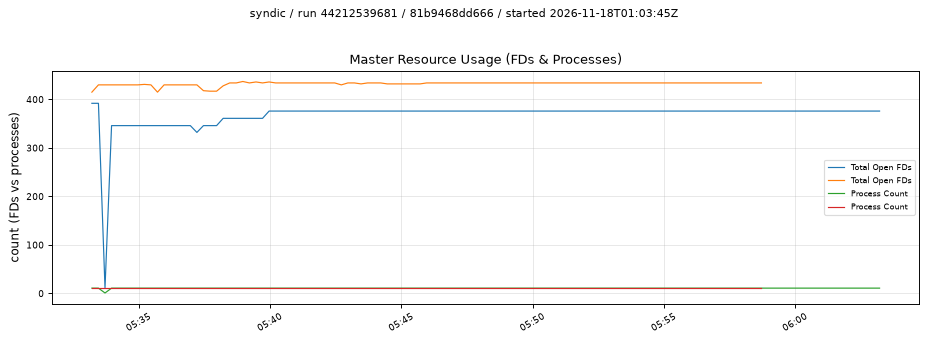 syndic / run 44212539681 / 81b9468dd666 / started 2026-11-18T01:03:45Z
Master Resource Usage (FDs & Processes)
count (FDs vs processes)
400
300
200
100
0
Total Open FDs
Total Open FDs
Process Count
Process Count
05:35
05:40
05:45
05:50
05:55
06:00